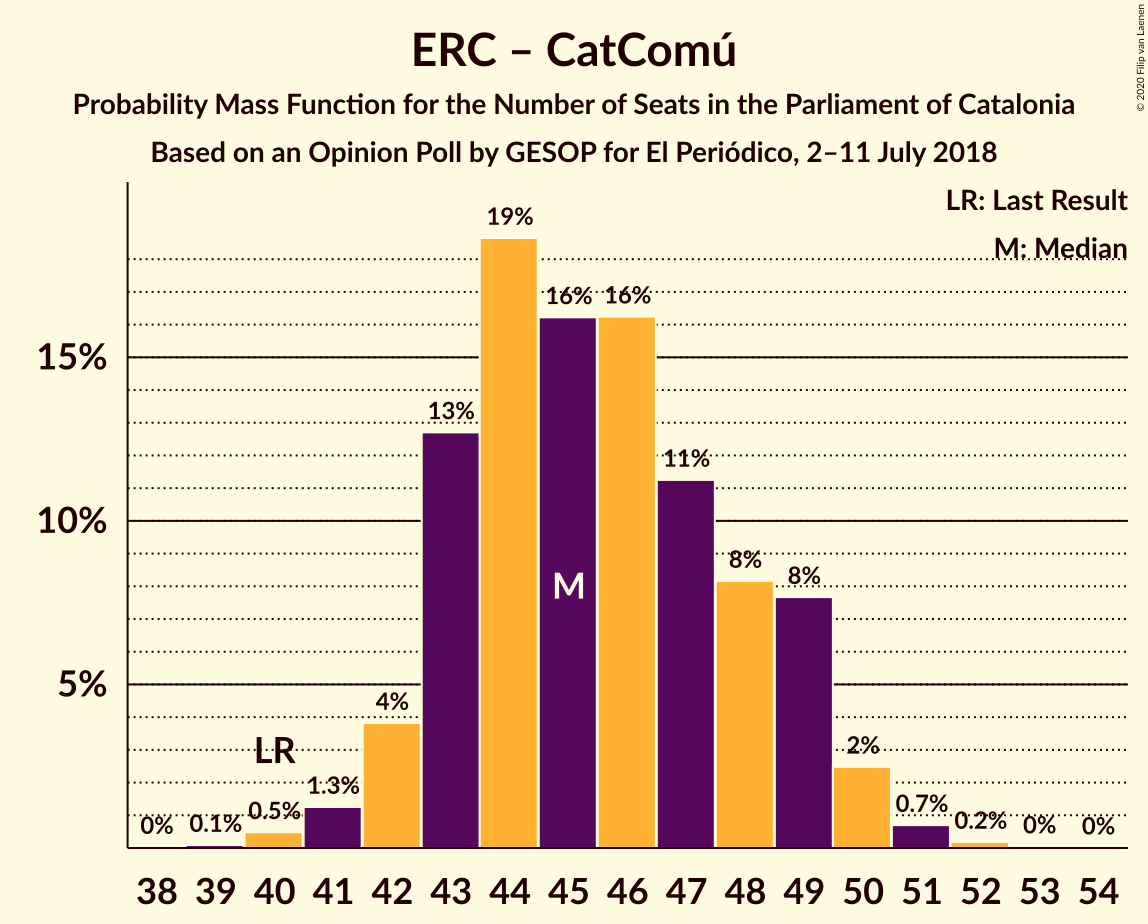 ERC – CatComú
Probability Mass Function for the Number of Seats in the Parliament of Catalonia
Based on an Opinion Poll by GESOP for El Periódico, 2–11 July 2018
© 2020 Filip van Laenen
LR: Last Result
M: Median
19%
16% 16%
15%
13%
11%
10%
8%
8%
M
5%
4%
LR
2%
1.3%
0% 0.1% 0.5% 0.7% 0.2% 0% 0%
38 39 40 41 42 43 44 45 46 47 48 49 50 51 52 53 54